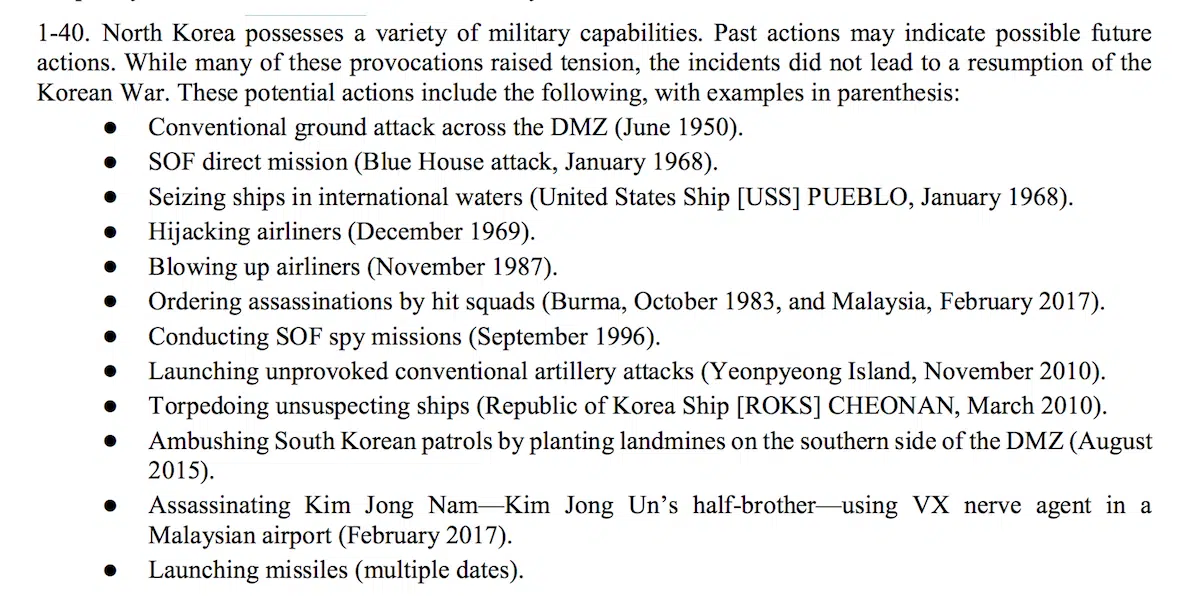 1-40. North Korea possesses a variety of military capabilities. Past actions may indicate possible future
actions. While many of these provocations raised tension, the incidents did not lead to a resumption of the
Korean War. These potential actions include the following, with examples in parenthesis:
● Conventional ground attack across the DMZ (June 1950).
● SOF direct mission (Blue House attack, January 1968).
● Seizing ships in international waters (United States Ship [USS] PUEBLO, January 1968).
● Hijacking airliners (December 1969).
● Blowing up airliners (November 1987).
● Ordering assassinations by hit squads (Burma, October 1983, and Malaysia, February 2017).
● Conducting SOF spy missions (September 1996).
● Launching unprovoked conventional artillery attacks (Yeonpyeong Island, November 2010).
● Torpedoing unsuspecting ships (Republic of Korea Ship [ROKS] CHEONAN, March 2010).
● Ambushing South Korean patrols by planting landmines on the southern side of the DMZ (August
2015).
● Assassinating Kim Jong Nam—Kim Jong Un’s half-brother—using VX nerve agent in a
Malaysian airport (February 2017).
● Launching missiles (multiple dates).